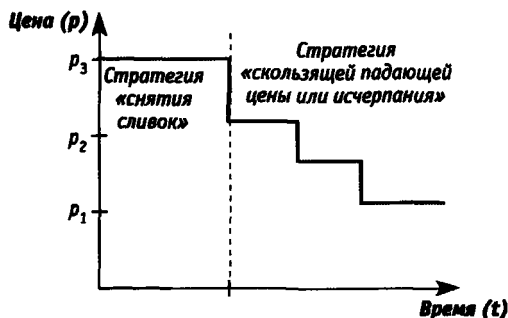 Цена (p)
p3
Стратегия
«снятия
сливок»
Стратегия
«скользящей падающей
цены или исчерпания»
p2
p1
Время (t)